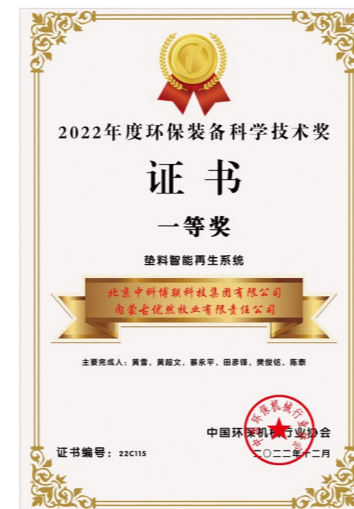 2022年度环保装备科学技术奖
证书
一等奖
垫料智能再生系统
北京中科博联科技集团有限公司
内蒙古优然牧业有限责任公司
主要完成人：黄雪，黄超文，蔡永平，田彦锋，樊俊铭，陈泰
中国环保机械行业协会
证书编号：22C115
二〇二二年十二月